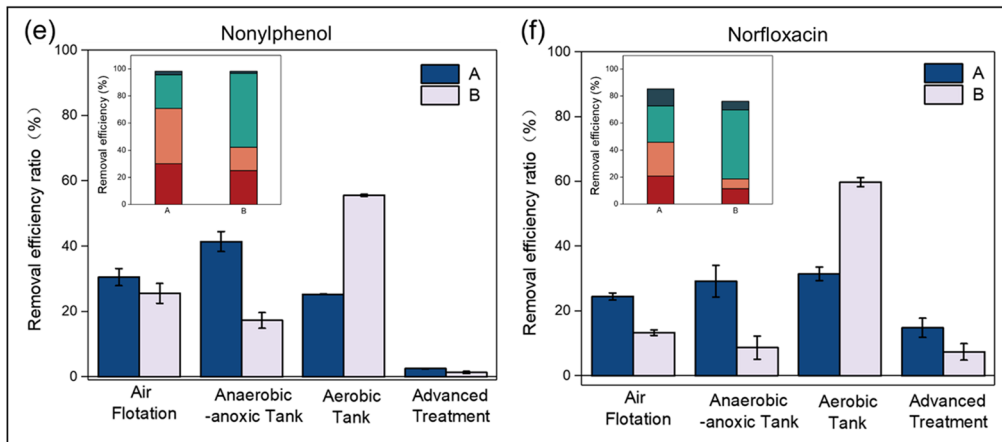 (e)
Nonylphenol
Removal efficiency ratio (%)
100
80
60
40
20
0
Removal efficiency (%)
100
80
60
40
20
0
A
B
A
B
Air
Flotation
Anaerobic
-anoxic Tank
Aerobic
Tank
Advanced
Treatment
(f)
Norfloxacin
Removal efficiency ratio (%)
100
80
60
40
20
0
Removal efficiency (%)
100
80
60
40
20
0
A
B
A
B
Air
Flotation
Anaerobic
-anoxic Tank
Aerobic
Tank
Advanced
Treatment